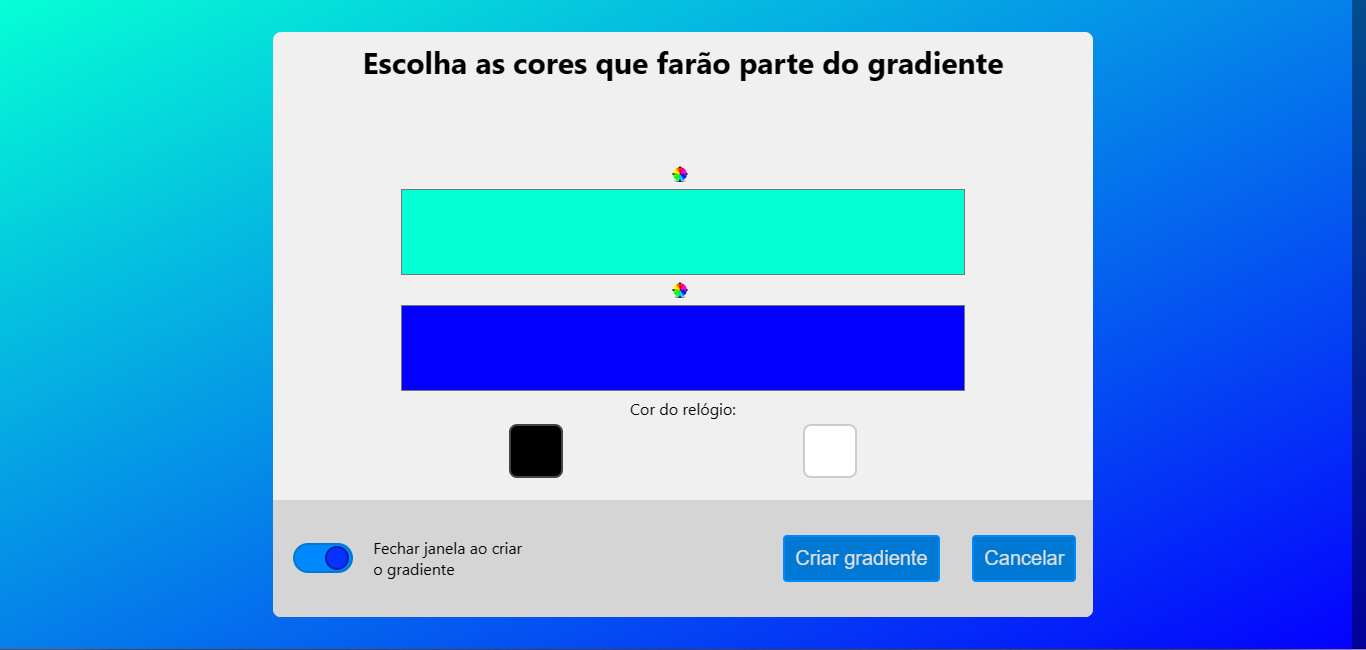 Escolha as cores que farão parte do gradiente
Cor do relógio:
Fechar janela ao criar
o gradiente
Criar gradiente
Cancelar